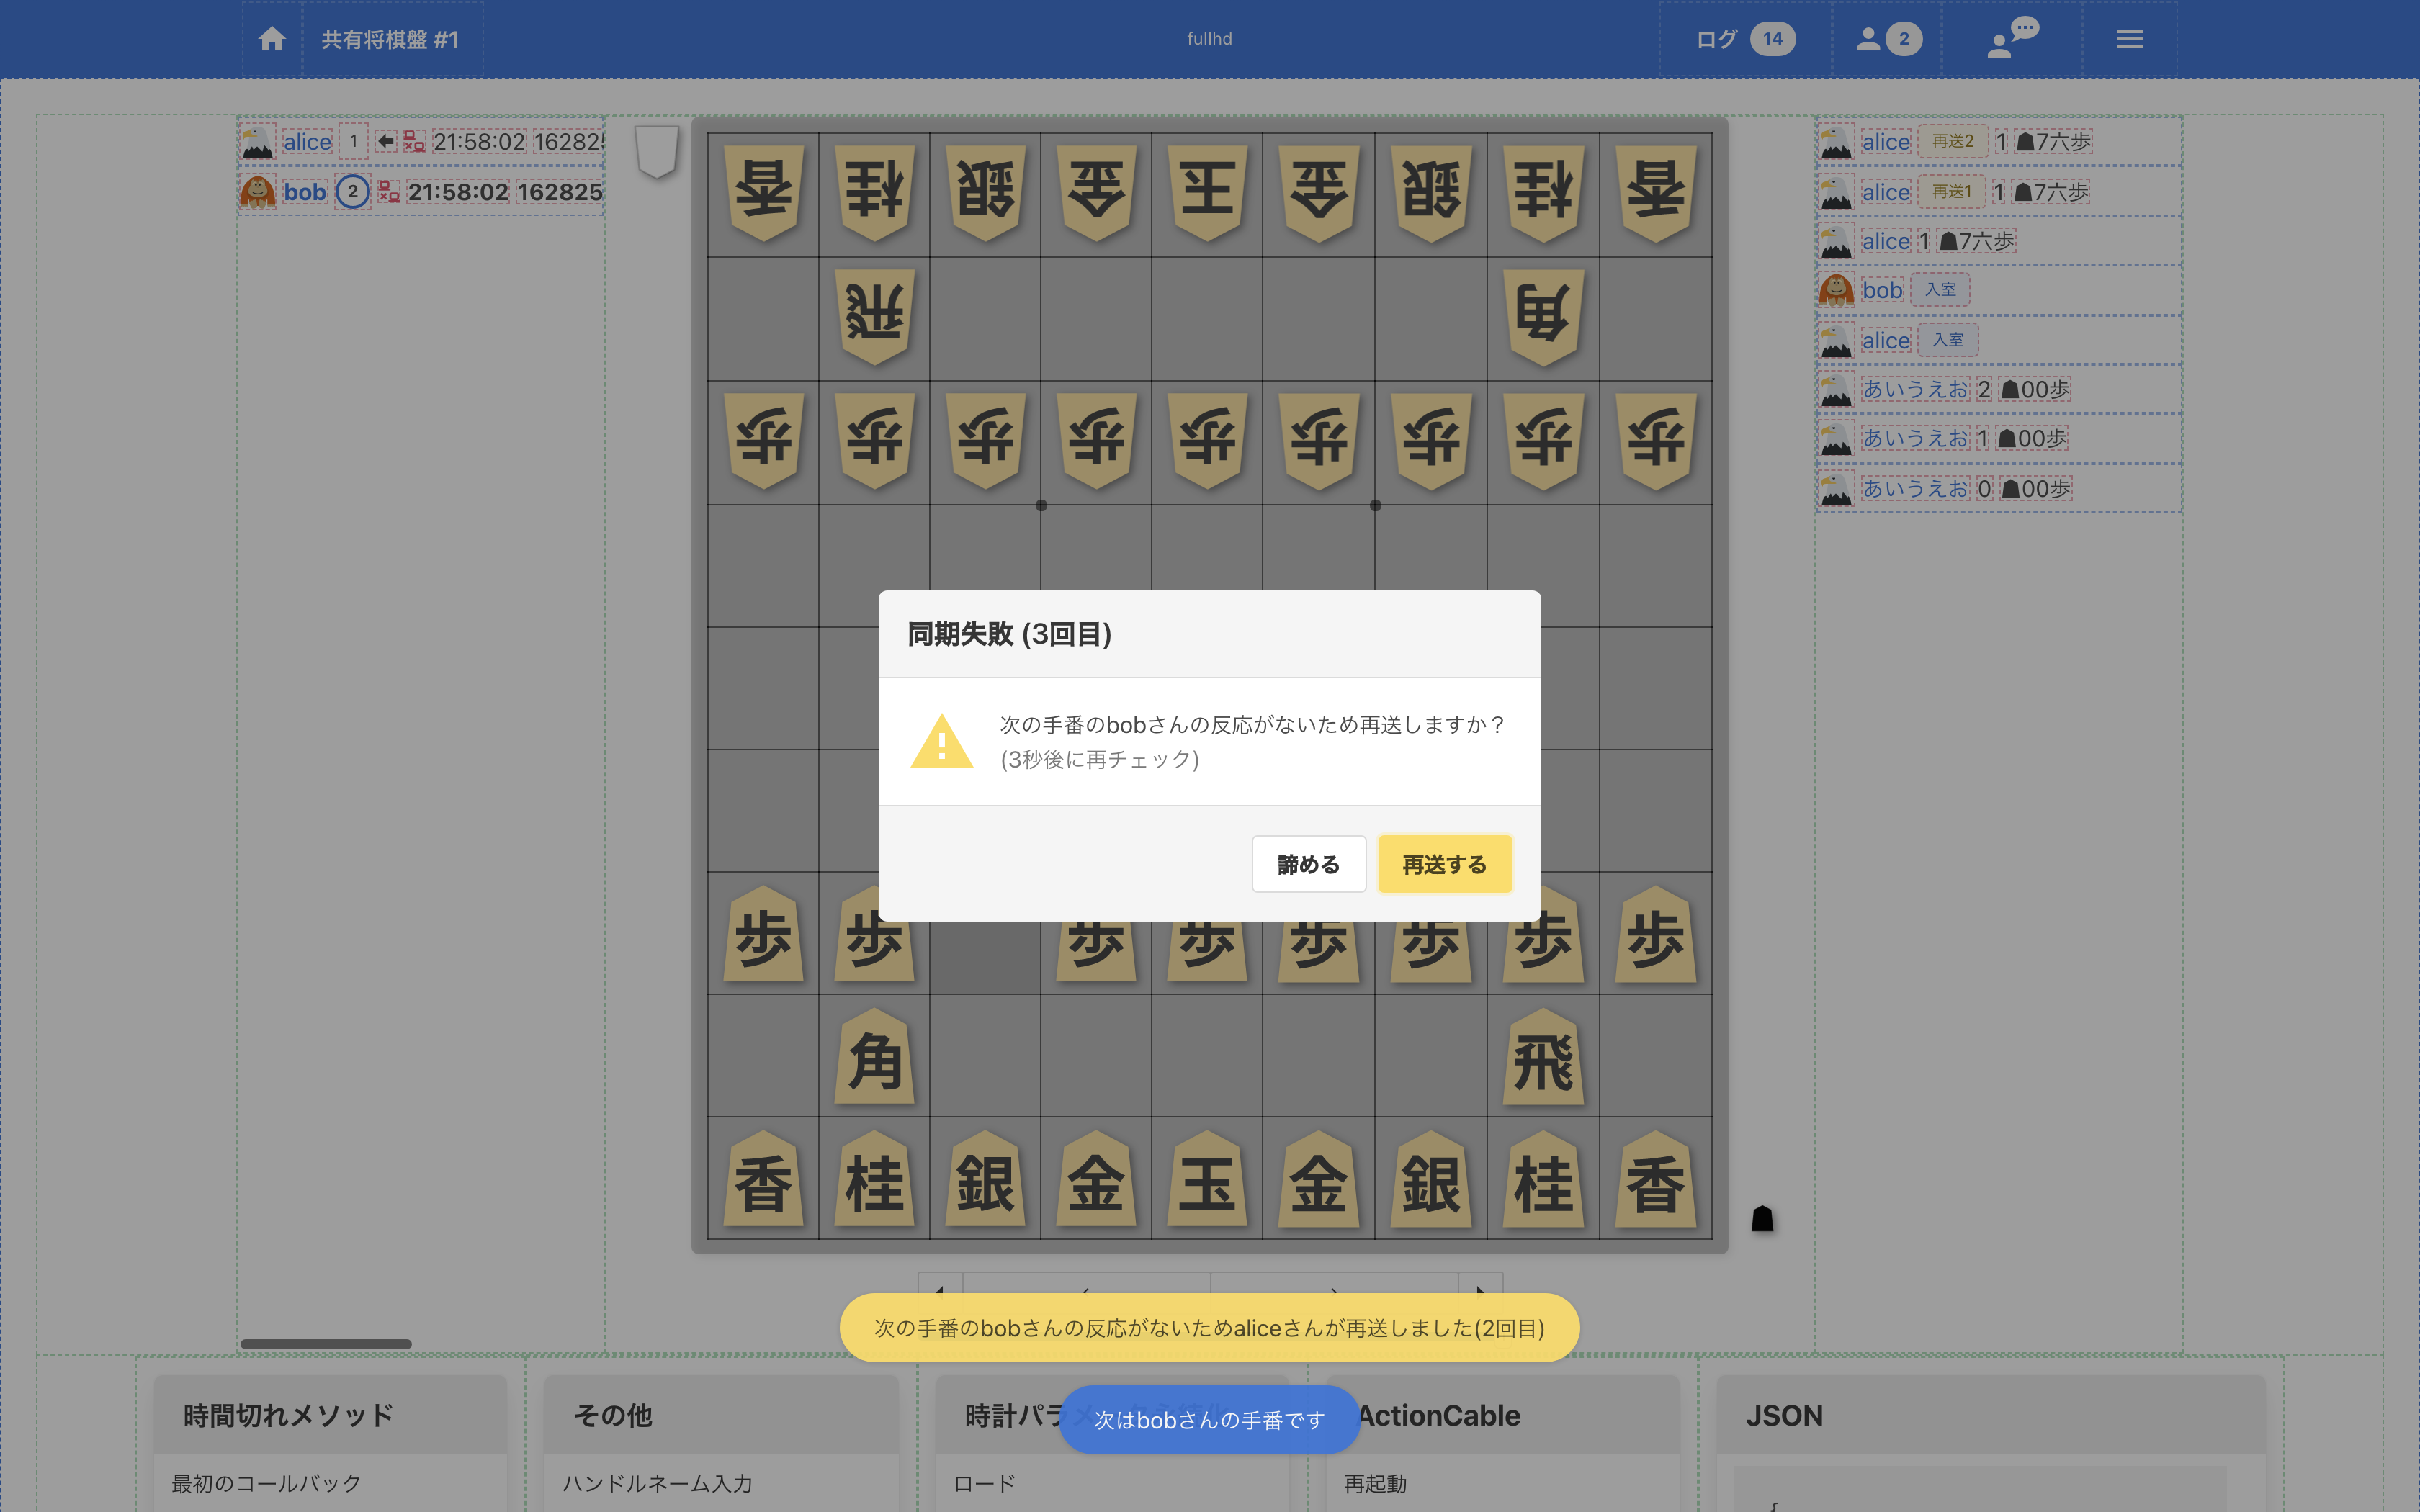 共有将棋盤 #1
fullhd
ログ 14
2
alice 1 21:58:02 16282
bob 2 21:58:02 162825
alice 再送2 1 ☗7六歩
alice 再送1 1 ☗7六歩
alice 1 ☗7六歩
bob 入室
alice 入室
あいうえお 2 ☗00歩
あいうえお 1 ☗00歩
あいうえお 0 ☗00歩
香 桂 銀 金 玉 金 銀 桂 香
飛 角
歩 歩 歩 歩 歩 歩 歩 歩 歩
同期失敗 (3回目)
次の手番のbobさんの反応がないため再送しますか？
(3秒後に再チェック)
諦める 再送する
歩 歩 歩 歩 歩 歩 歩 歩
角 飛
香 桂 銀 金 玉 金 銀 桂 香
次の手番のbobさんの反応がないためaliceさんが再送しました(2回目)
次はbobさんの手番です
時間切れメソッド
最初のコールバック
その他
ハンドルネーム入力
時計パラ
ロード
ActionCable
再起動
JSON
{